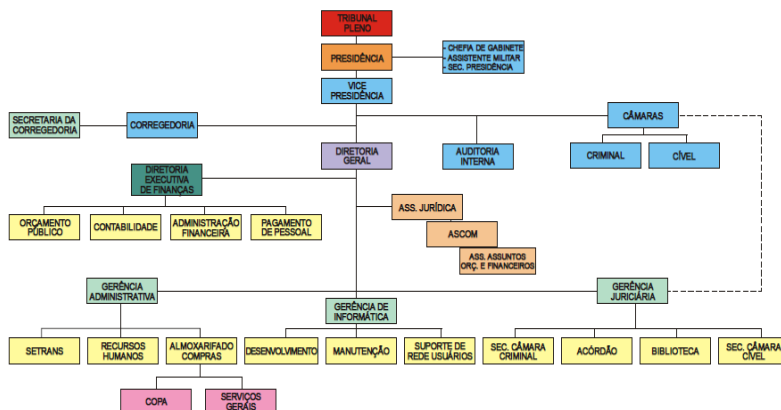 TRIBUNAL
PLENO
PRESIDÊNCIA
- CHEFIA DE GABINETE
- ASSISTENTE MILITAR
- SEC. PRESIDÊNCIA
VICE
PRESIDÊNCIA
SECRETARIA DA
CORREGEDORIA
CORREGEDORIA
CÂMARAS
DIRETORIA
GERAL
AUDITORIA
INTERNA
CRIMINAL
CÍVEL
DIRETORIA
EXECUTIVA
DE FINANÇAS
ORÇAMENTO
PÚBLICO
CONTABILIDADE
ADMINISTRAÇÃO
FINANCEIRA
PAGAMENTO
DE PESSOAL
ASS. JURÍDICA
ASCOM
ASS. ASSUNTOS
ORÇ. E FINANCEIROS
GERÊNCIA
ADMINISTRATIVA
GERÊNCIA DE
INFORMÁTICA
GERÊNCIA
JURICIÁRIA
SETRANS
RECURSOS
HUMANOS
ALMOXARIFADO
COMPRAS
DESENVOLVIMENTO
MANUTENÇÃO
SUPORTE DE
REDE USUÁRIOS
SEC. CÂMARA
CRIMINAL
ACÓRDÃO
BIBLIOTECA
SEC. CÂMARA
CÍVEL
COPA
SERVIÇOS
GERAIS